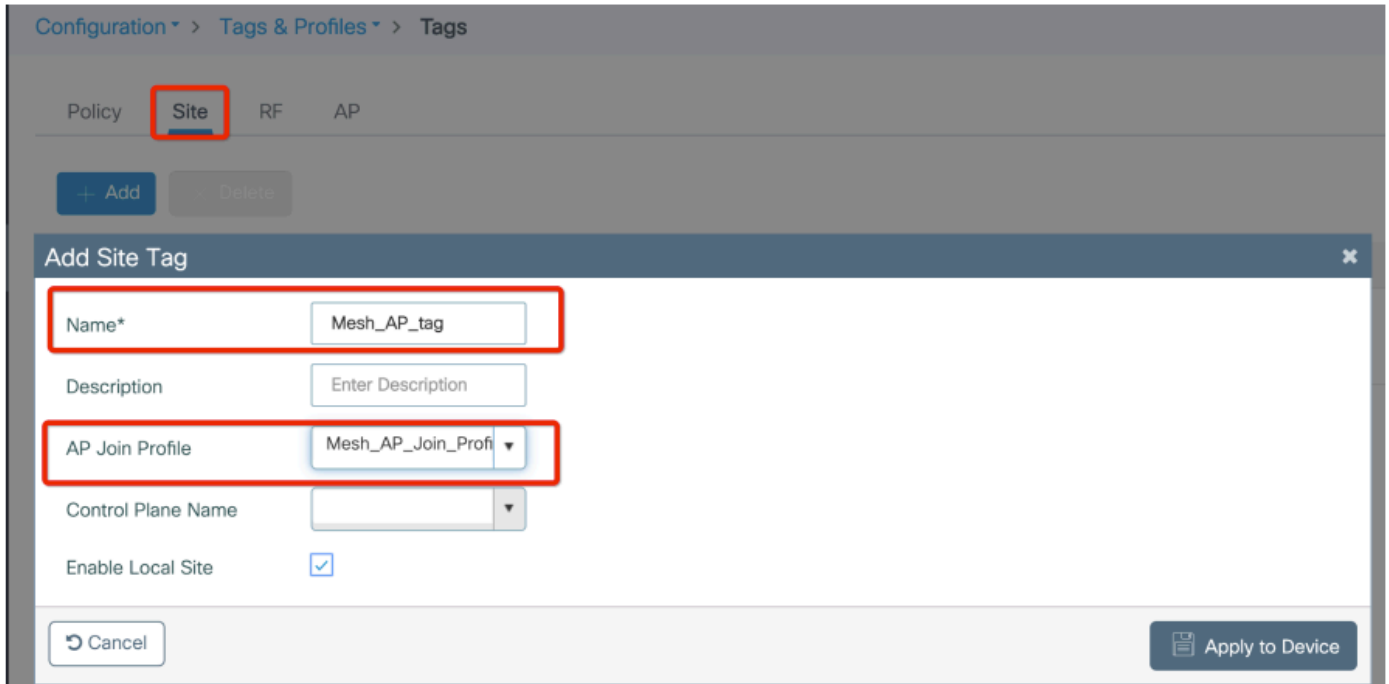 Configuration > Tags & Profiles > Tags
Policy Site RF AP
+ Add × Delete
Add Site Tag ×
Name* Mesh_AP_tag
Description Enter Description
AP Join Profile Mesh_AP_Join_Profi
Control Plane Name
Enable Local Site
Cancel Apply to Device